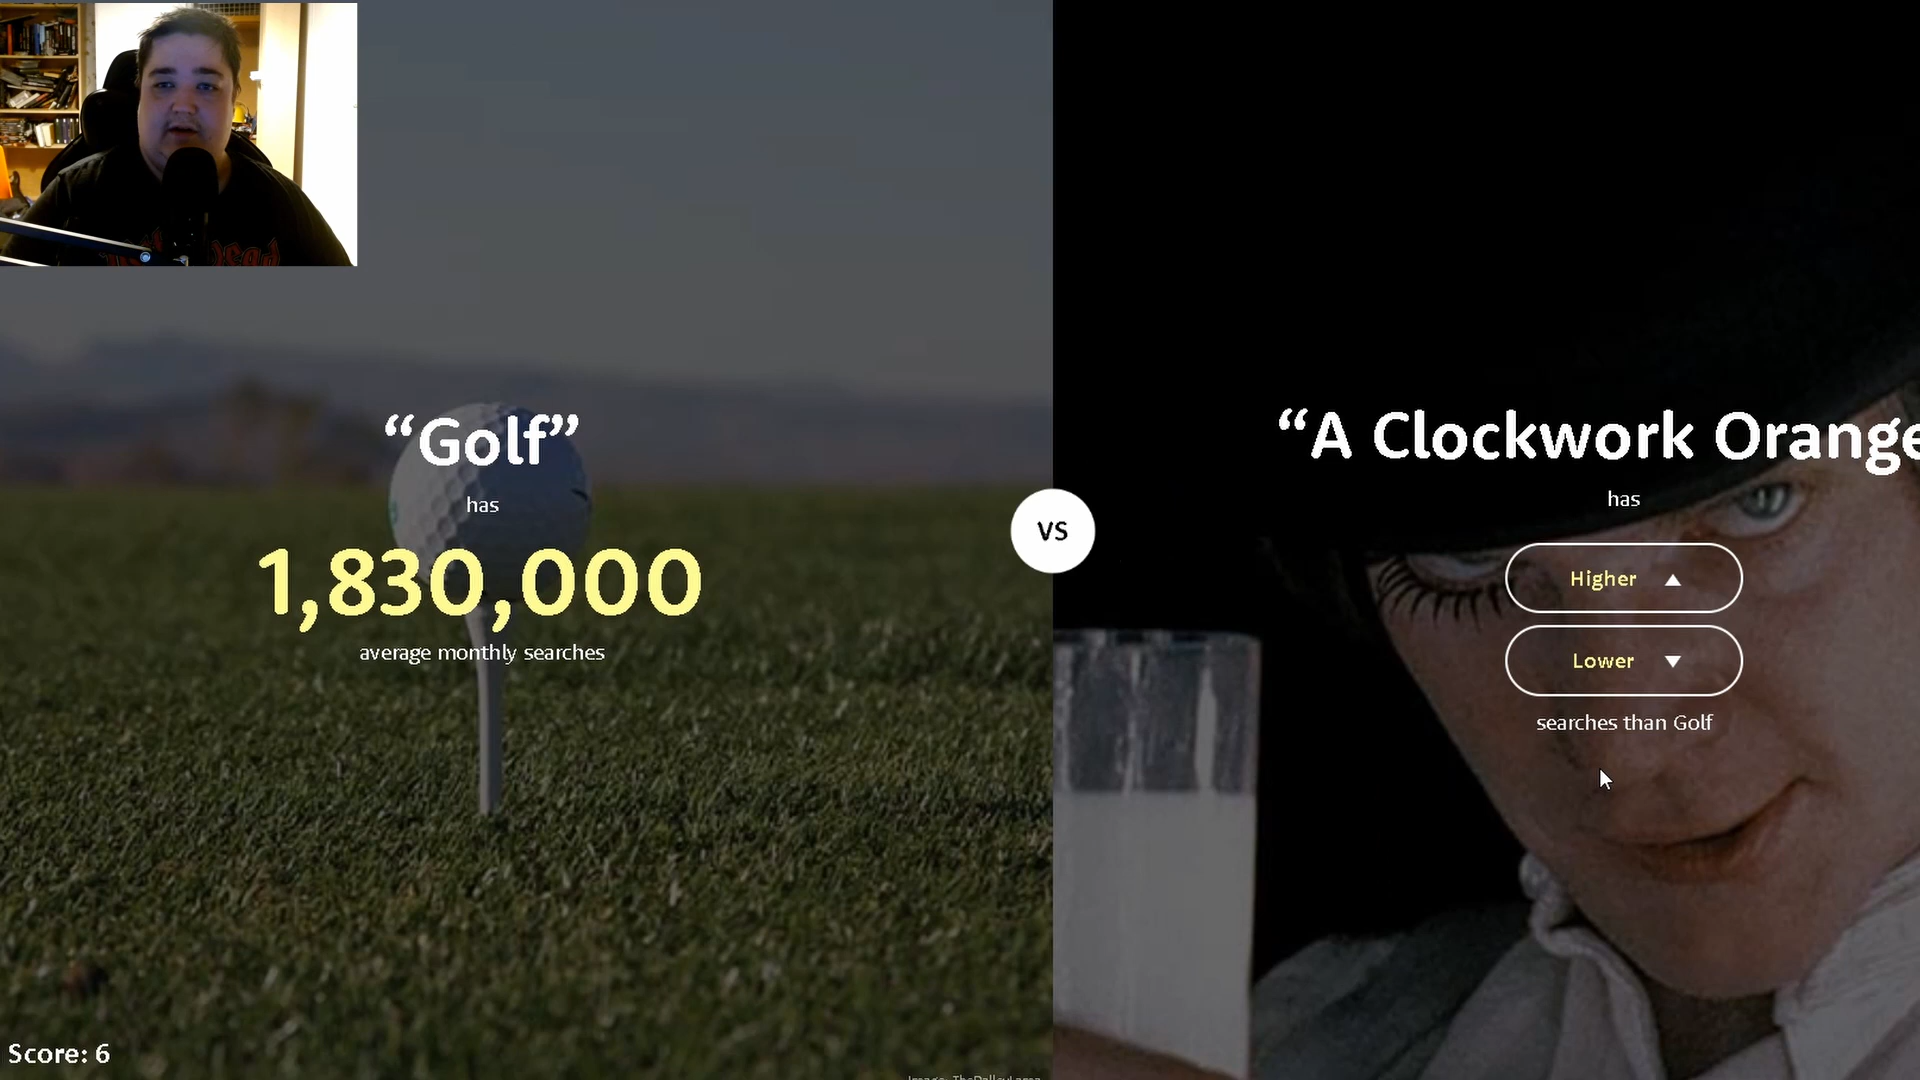 “Golf”
has
1,830,000
average monthly searches
VS
“A Clockwork Orange
has
Higher
Lower
searches than Golf
Score: 6